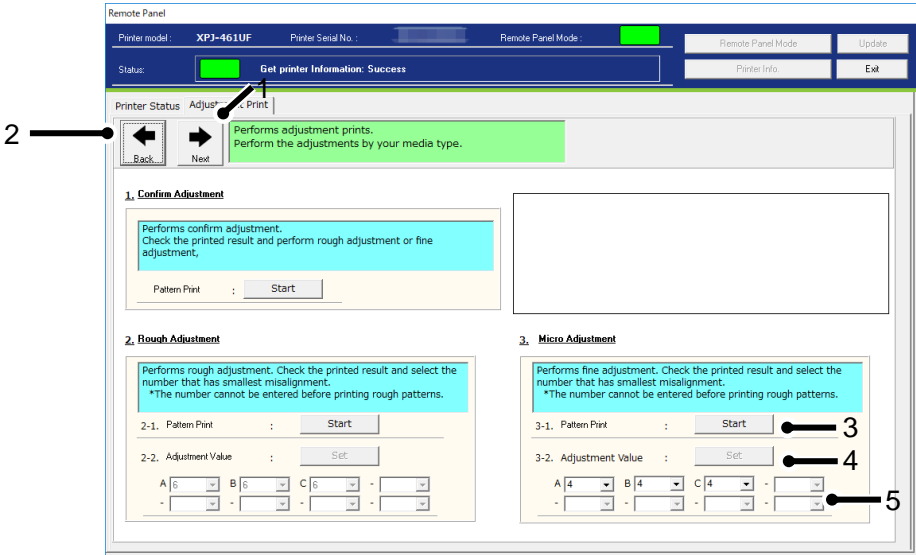 Remote Panel
Printer model : XPJ-461UF Printer Serial No. : Remote Panel Mode : Remote Panel Mode Update
Status: Get printer Information: Success Printer Info. Exit
1
Printer Status Adjustment Print
2
Back Next
Performs adjustment prints.
Perform the adjustments by your media type.
1. Confirm Adjustment
Performs confirm adjustment.
Check the printed result and perform rough adjustment or fine
adjustment,
Pattern Print : Start
2. Rough Adjustment
Performs rough adjustment. Check the printed result and select the
number that has smallest misalignment.
*The number cannot be entered before printing rough patterns.
2-1. Pattern Print : Start
2-2. Adjustment Value : Set
A 6 B 6 C 6 -
- - - -
3. Micro Adjustment
Performs fine adjustment. Check the printed result and select the
number that has smallest misalignment.
*The number cannot be entered before printing rough patterns.
3-1. Pattern Print : Start 3
3-2. Adjustment Value : Set 4
A 4 B 4 C 4 -
- - - - 5